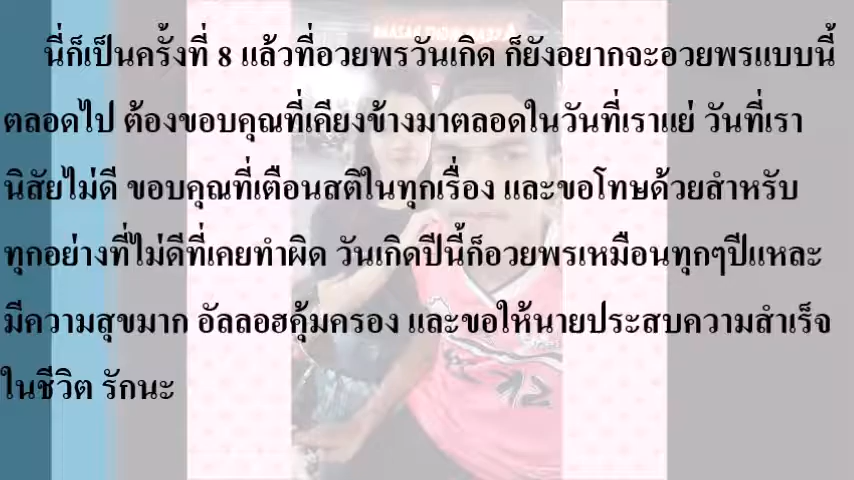 นี่ก็เป็นครั้งที่ 8 แล้วที่อวยพรวันเกิด ก็ยังอยากจะอวยพรแบบนี้
ตลอดไป ต้องขอบคุณที่เคียงข้างมาตลอดในวันที่เราแย่ วันที่เรา
นิสัยไม่ดี ขอบคุณที่เตือนสติในทุกเรื่อง และขอโทษด้วยสำหรับ
ทุกอย่างที่ไม่ดีที่เคยทำผิด วันเกิดปีนี้ก็อวยพรเหมือนทุกๆปีแหละ
มีความสุขมาก อัลลอฮคุ้มครอง และขอให้นายประสบความสำเร็จ
ในชีวิต รักนะ
12